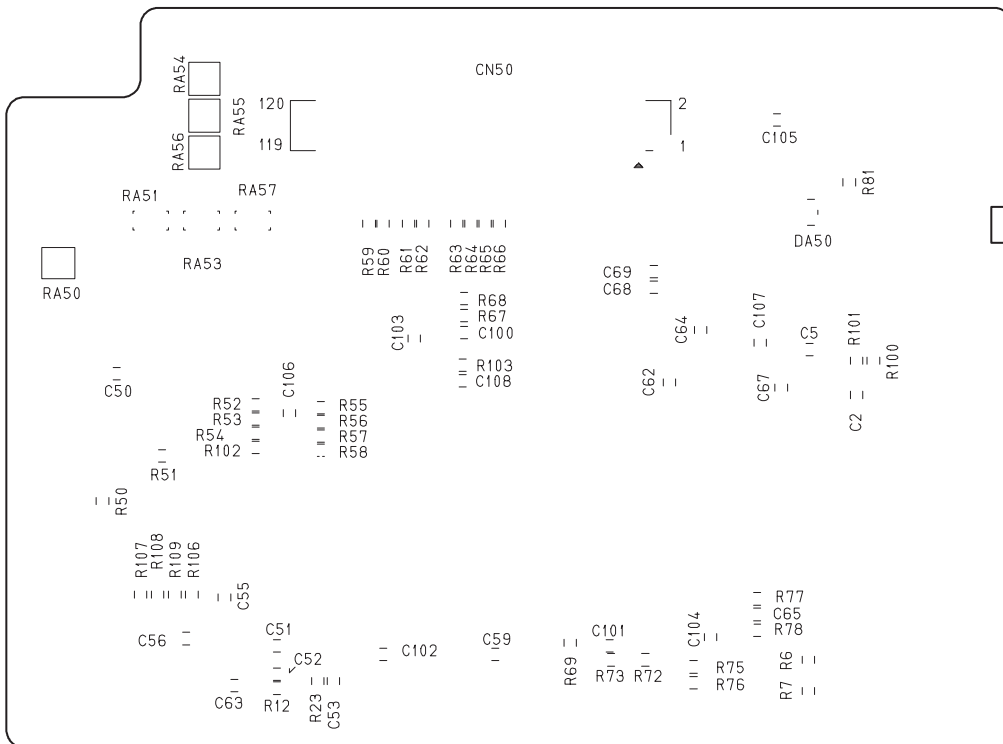 RA54
CN50
RA55
120
2
RA56
119
1
C105
R81
RA51
RA57
DA50
RA53
RA50
R59
R60
R61
R62
R63
R64
R65
R66
C69
C68
R68
R67
C100
C103
C64
C107
C5
R101
R100
R103
C108
C62
C67
C2
C50
C106
R52
R53
R54
R102
R55
R56
R57
R58
R51
R50
R107
R108
R109
R106
C55
C56
C51
C52
C63
R12
R23
C53
C102
C59
R69
C101
R73
R72
C104
R77
C65
R78
R75
R76
R6
R7